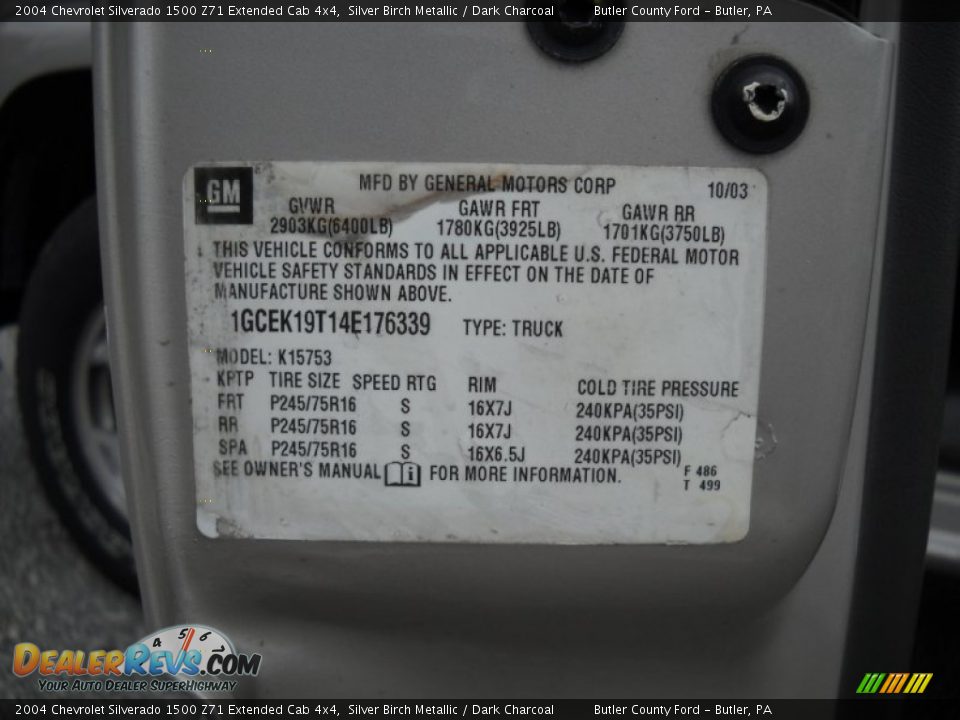 2004 Chevrolet Silverado 1500 Z71 Extended Cab 4x4, Silver Birch Metallic / Dark Charcoal Butler County Ford - Butler, PA
GM
MFD BY GENERAL MOTORS CORP 10/03
GVWR GAWR FRT GAWR RR
2903KG(6400LB) 1780KG(3925LB) 1701KG(3750LB)
THIS VEHICLE CONFORMS TO ALL APPLICABLE U.S. FEDERAL MOTOR
VEHICLE SAFETY STANDARDS IN EFFECT ON THE DATE OF
MANUFACTURE SHOWN ABOVE.
1GCEK19T14E176339 TYPE: TRUCK
MODEL: K15753
KPTP TIRE SIZE SPEED RTG RIM COLD TIRE PRESSURE
FRT P245/75R16 S 16X7J 240KPA(35PSI)
RR P245/75R16 S 16X7J 240KPA(35PSI)
SPA P245/75R16 S 16X6.5J 240KPA(35PSI)
SEE OWNER'S MANUAL i FOR MORE INFORMATION.
F 486
T 499
4 5 6 7
DEALERREVS.COM
YOUR AUTO DEALER SUPERHIGHWAY
2004 Chevrolet Silverado 1500 Z71 Extended Cab 4x4, Silver Birch Metallic / Dark Charcoal Butler County Ford - Butler, PA